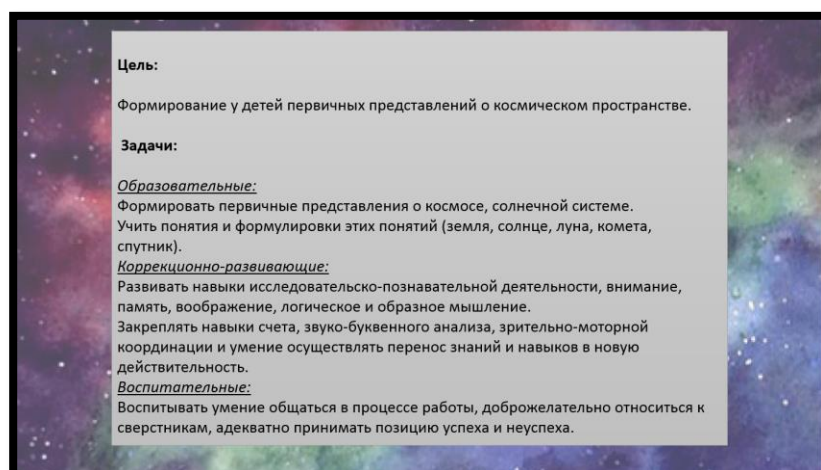 Цель:
Формирование у детей первичных представлений о космическом пространстве.
Задачи:
Образовательные:
Формировать первичные представления о космосе, солнечной системе.
Учить понятия и формулировки этих понятий (земля, солнце, луна, комета,
спутник).
Коррекционно-развивающие:
Развивать навыки исследовательско-познавательной деятельности, внимание,
память, воображение, логическое и образное мышление.
Закреплять навыки счета, звуко-буквенного анализа, зрительно-моторной
координации и умение осуществлять перенос знаний и навыков в новую
действительность.
Воспитательные:
Воспитывать умение общаться в процессе работы, доброжелательно относиться к
сверстникам, адекватно принимать позицию успеха и неуспеха.